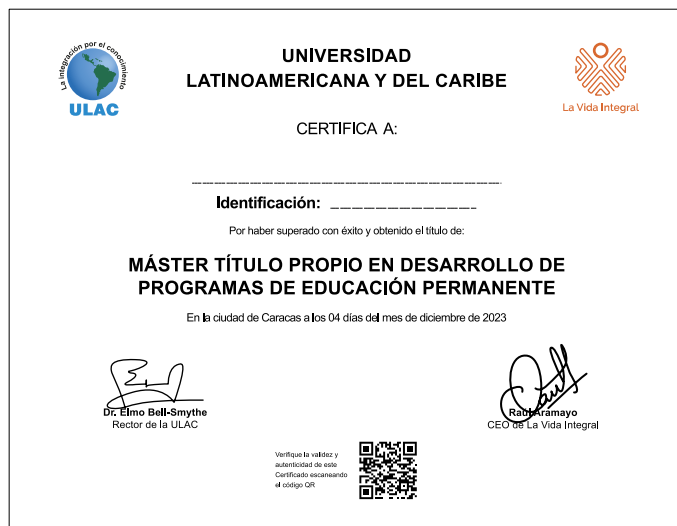 La integración por el conocimiento
ULAC
UNIVERSIDAD
LATINOAMERICANA Y DEL CARIBE
La Vida Integral
CERTIFICA A:
Identificación:
Por haber superado con éxito y obtenido el título de:
MÁSTER TÍTULO PROPIO EN DESARROLLO DE
PROGRAMAS DE EDUCACIÓN PERMANENTE
En la ciudad de Caracas a los 04 días del mes de diciembre de 2023
Dr. Elmo Bell-Smythe
Rector de la ULAC
Raúl Aramayo
CEO de La Vida Integral
Verifique la validez y
autenticidad de este
Certificado escaneando
el código QR